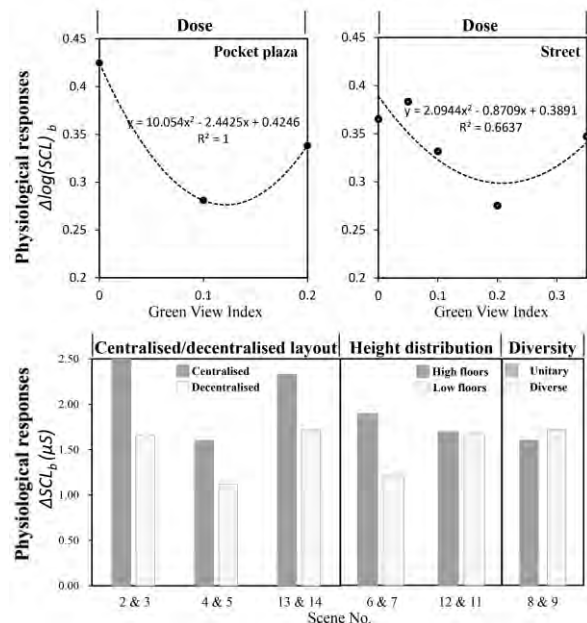 Dose
Pocket plaza
Physiological responses
Δlog(SCL)_b
0.45
0.4
0.35
0.3
0.25
0.2
y = 10.054x² - 2.4425x + 0.4246
R² = 1
0
0.1
0.2
Green View Index
Dose
Street
0.45
0.4
0.35
0.3
0.25
0.2
y = 2.0944x² - 0.8709x + 0.3891
R² = 0.6637
0
0.1
0.2
0.3
Green View Index
Physiological responses
ΔSCL_b (μS)
Centralised/decentralised layout
Height distribution
Diversity
2.50
2.00
1.50
1.00
0.50
0.00
Centralised
Decentralised
High floors
Low floors
Unitary
Diverse
2 & 3
4 & 5
13 & 14
6 & 7
12 & 11
8 & 9
Scene No.